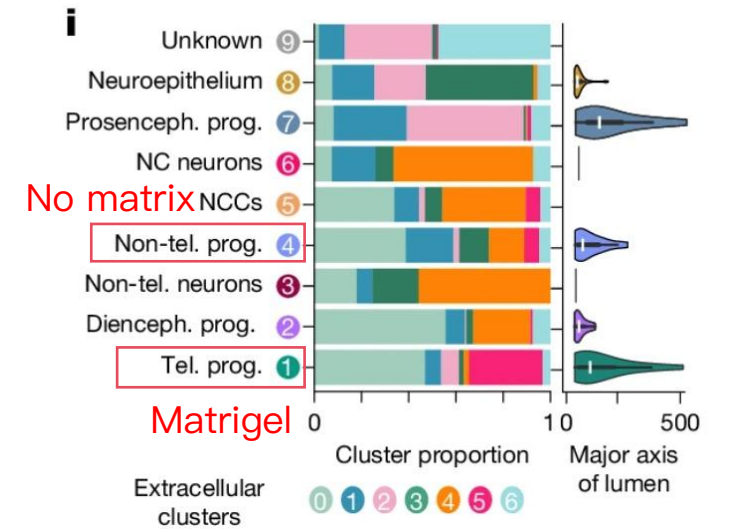 i
Unknown 9
Neuroepithelium 8
Prosenceph. prog. 7
NC neurons 6
No matrix NCCs 5
Non-tel. prog. 4
Non-tel. neurons 3
Dienceph. prog. 2
Tel. prog. 1
Matrigel 0 1 0 500
Cluster proportion
Major axis
of lumen
Extracellular
clusters
0 1 2 3 4 5 6